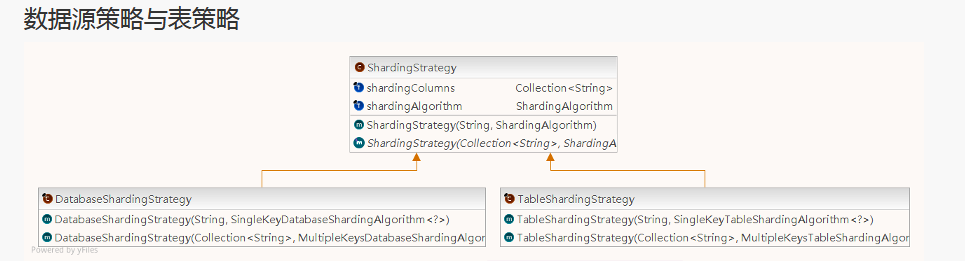 数据源策略与表策略
ShardingStrategy
shardingColumns Collection<String>
shardingAlgorithm ShardingAlgorithm
ShardingStrategy(String, ShardingAlgorithm)
ShardingStrategy(Collection<String>, ShardingA
DatabaseShardingStrategy
DatabaseShardingStrategy(String, SingleKeyDatabaseShardingAlgorithm<?>)
DatabaseShardingStrategy(Collection<String>, MultipleKeysDatabaseShardingAlgor
TableShardingStrategy
TableShardingStrategy(String, SingleKeyTableShardingAlgorithm<?>)
TableShardingStrategy(Collection<String>, MultipleKeysTableShardingAlgor
Powered by yFiles